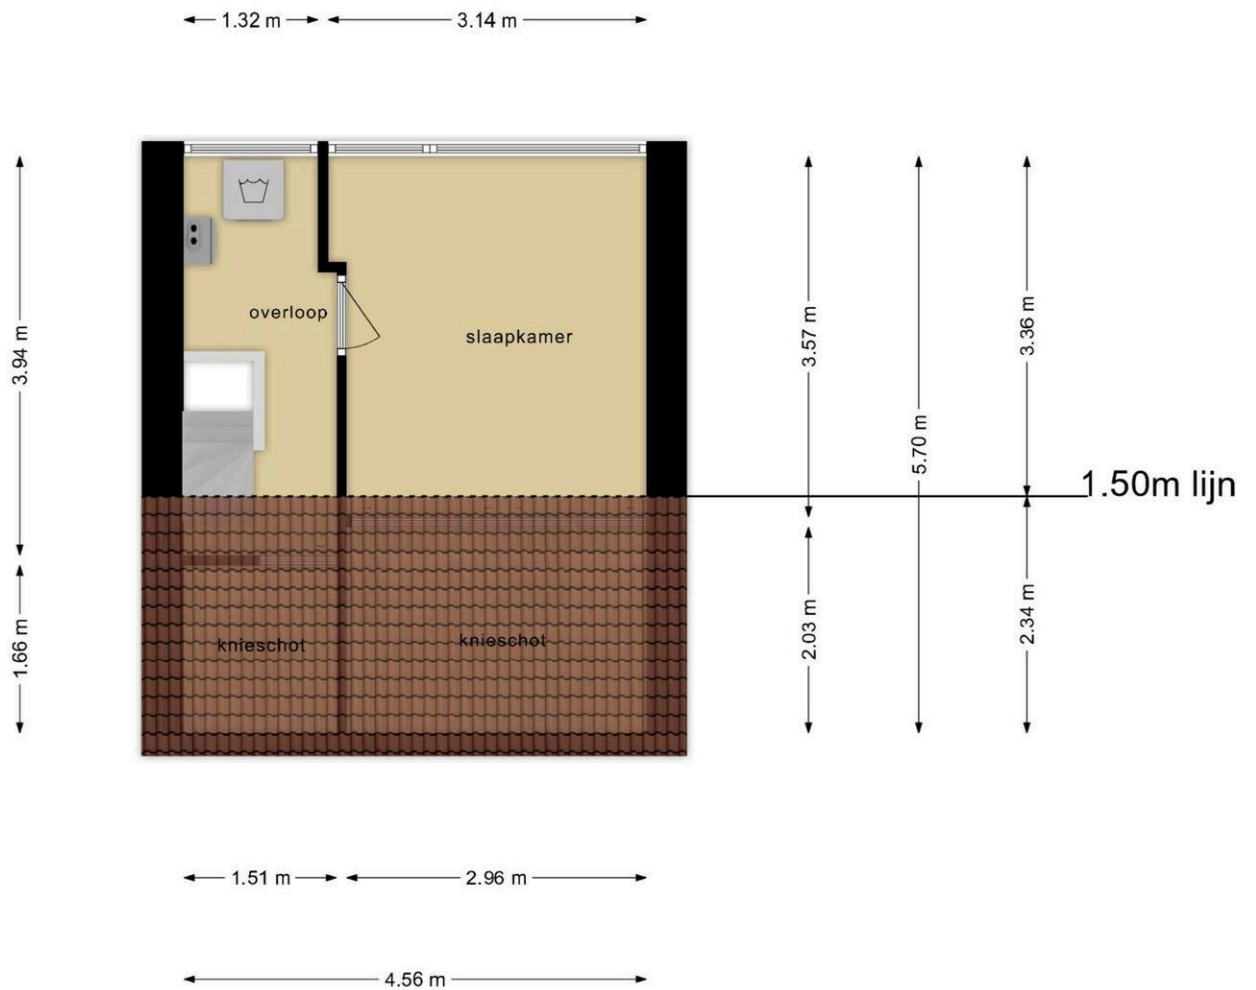 1.32 m
3.14 m
overloop
slaapkamer
3.94 m
3.57 m
3.36 m
5.70 m
1.50m lijn
1.66 m
knieschot
knieschot
2.03 m
2.34 m
1.51 m
2.96 m
4.56 m